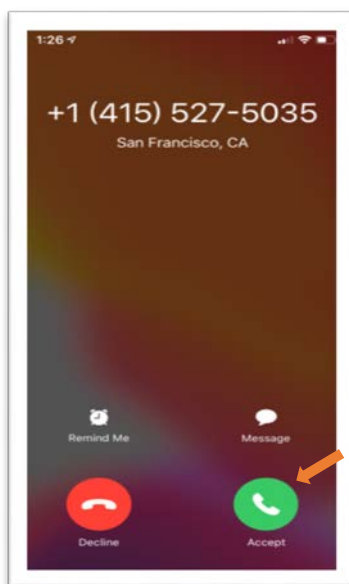 1:26
+1 (415) 527-5035
San Francisco, CA
Remind Me
Message
Decline
Accept